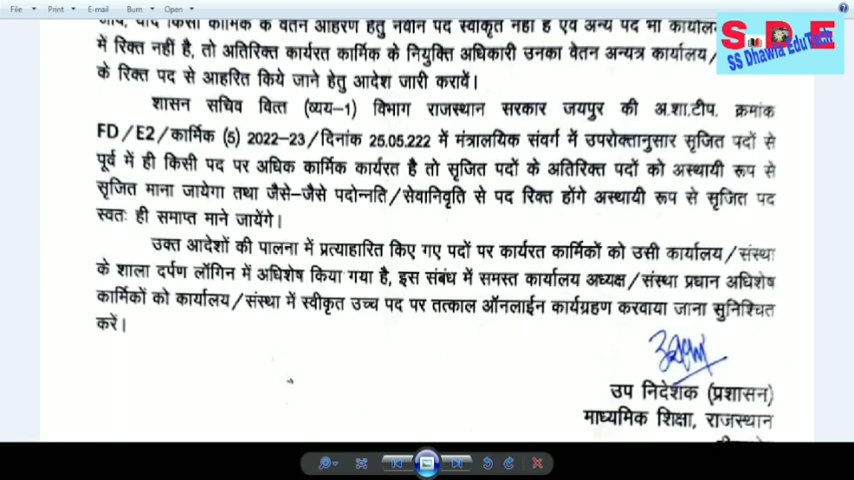 File Print E-mail Burn Open
S D E
SS Dhawla EduTech
जाये, यदि किसी कार्मिक के वेतन आहरण हेतु नवीन पद स्वीकृत नहीं है एवं अन्य पद भी कार्यालय
में रिक्त नहीं है, तो अतिरिक्त कार्यरत कार्मिक के नियुक्ति अधिकारी उनका वेतन अन्यत्र कार्यालय/
के रिक्त पद से आहरित किये जाने हेतु आदेश जारी करावें।
शासन सचिव वित्त (व्यय-1) विभाग राजस्थान सरकार जयपुर की अ.शा.टीप. क्रमांक
FD/E2/कार्मिक (5) 2022-23/दिनांक 25.05.222 में मंत्रालयिक संवर्ग में उपरोक्तानुसार सृजित पदों से
पूर्व में ही किसी पद पर अधिक कार्मिक कार्यरत है तो सृजित पदों के अतिरिक्त पदों को अस्थायी रूप से
सृजित माना जायेगा तथा जैसे-जैसे पदोन्नति/सेवानिवृति से पद रिक्त होंगे अस्थायी रूप से सृजित पद
स्वतः ही समाप्त माने जायेंगे।
उक्त आदेशों की पालना में प्रत्याहारित किए गए पदों पर कार्यरत कार्मिकों को उसी कार्यालय/संस्था
के शाला दर्पण लॉगिन में अधिशेष किया गया है, इस संबंध में समस्त कार्यालय अध्यक्ष/संस्था प्रधान अधिशेष
कार्मिकों को कार्यालय/संस्था में स्वीकृत उच्च पद पर तत्काल ऑनलाईन कार्यग्रहण करवाया जाना सुनिश्चित
करें।
उप निदेशक (प्रशासन)
माध्यमिक शिक्षा, राजस्थान